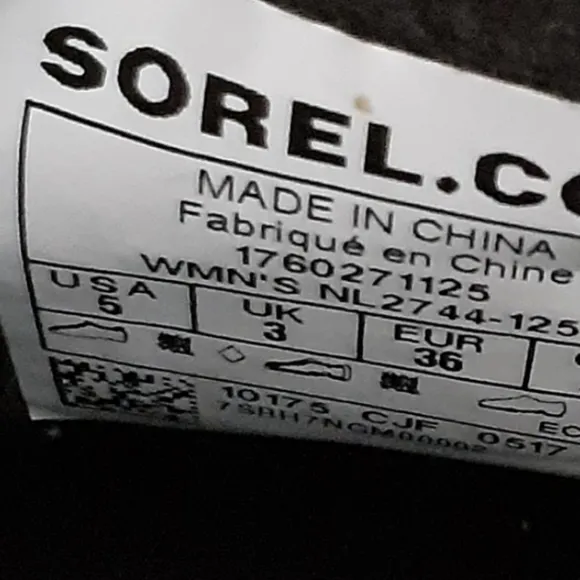 SOREL.C
MADE IN CHINA
Fabriqué en Chine
1760271125
WMN'S NL2744-125
USA UK EUR
5 3 36
10175 CJF 0517